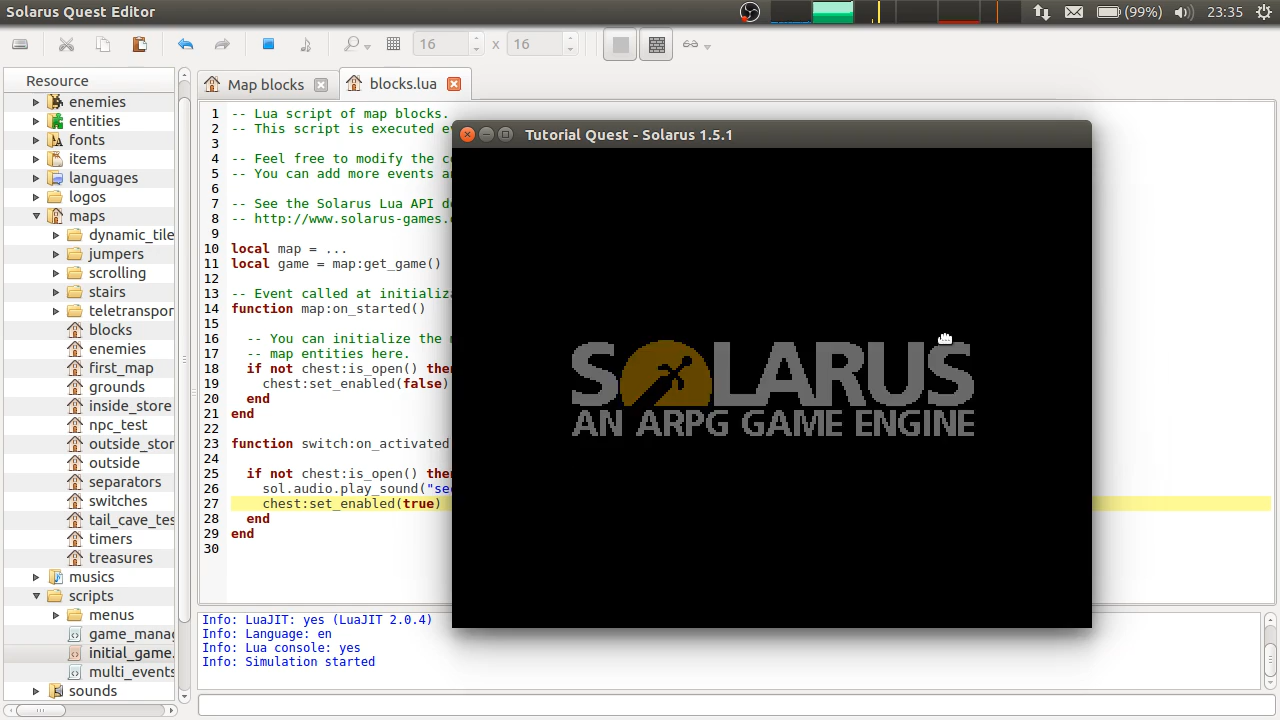 Solarus Quest Editor
(99%)
23:35
16 x 16
Resource
enemies
entities
fonts
items
languages
logos
maps
dynamic_tile
jumpers
scrolling
stairs
teletranspor
blocks
enemies
first_map
grounds
inside_store
npc_test
outside_stor
outside
separators
switches
tail_cave_tes
timers
treasures
musics
scripts
menus
game_manag
initial_game.
multi_events
sounds
Map blocks
blocks.lua
1 -- Lua script of map blocks.
2 -- This script is executed e
3
4 -- Feel free to modify the c
5 -- You can add more events a
6
7 -- See the Solarus Lua API d
8 -- http://www.solarus-games.
9
10 local map = ...
11 local game = map:get_game()
12
13 -- Event called at initializ
14 function map:on_started()
15
16 -- You can initialize the
17 -- map entities here.
18 if not chest:is_open() then
19 chest:set_enabled(false)
20 end
21 end
22
23 function switch:on_activated
24
25 if not chest:is_open() then
26 sol.audio.play_sound("se
27 chest:set_enabled(true)
28 end
29 end
30
Tutorial Quest - Solarus 1.5.1
SOLARUS
AN ARPG GAME ENGINE
Info: LuaJIT: yes (LuaJIT 2.0.4)
Info: Language: en
Info: Lua console: yes
Info: Simulation started